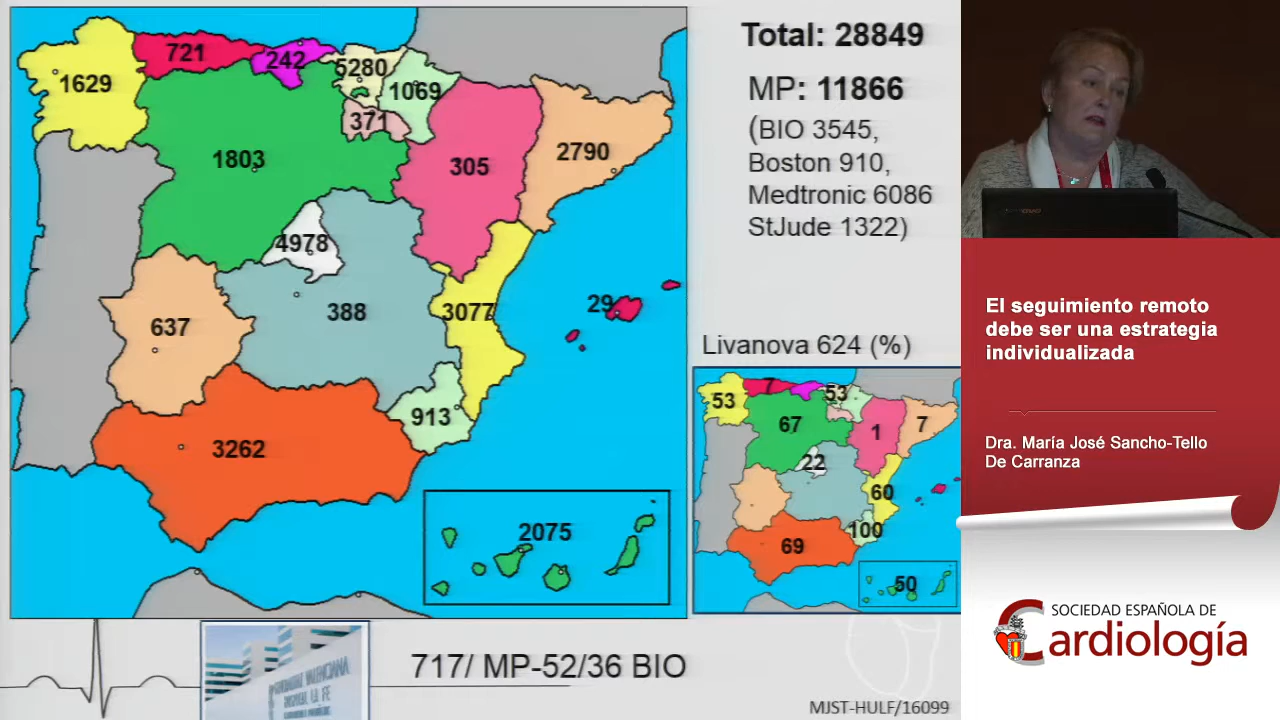 1629
721
242
5280
1069
371
1803
305
2790
4978
637
388
3077
29
3262
913
2075
Total: 28849
MP: 11866
(BIO 3545,
Boston 910,
Medtronic 6086
StJude 1322)
Livanova 624 (%)
53
7
53
67
1
7
22
60
100
69
50
717/ MP-52/36 BIO
MJST-HULF/16099
El seguimiento remoto
debe ser una estrategia
individualizada
Dra. María José Sancho-Tello
De Carranza
SOCIEDAD ESPAÑOLA DE
Cardiología